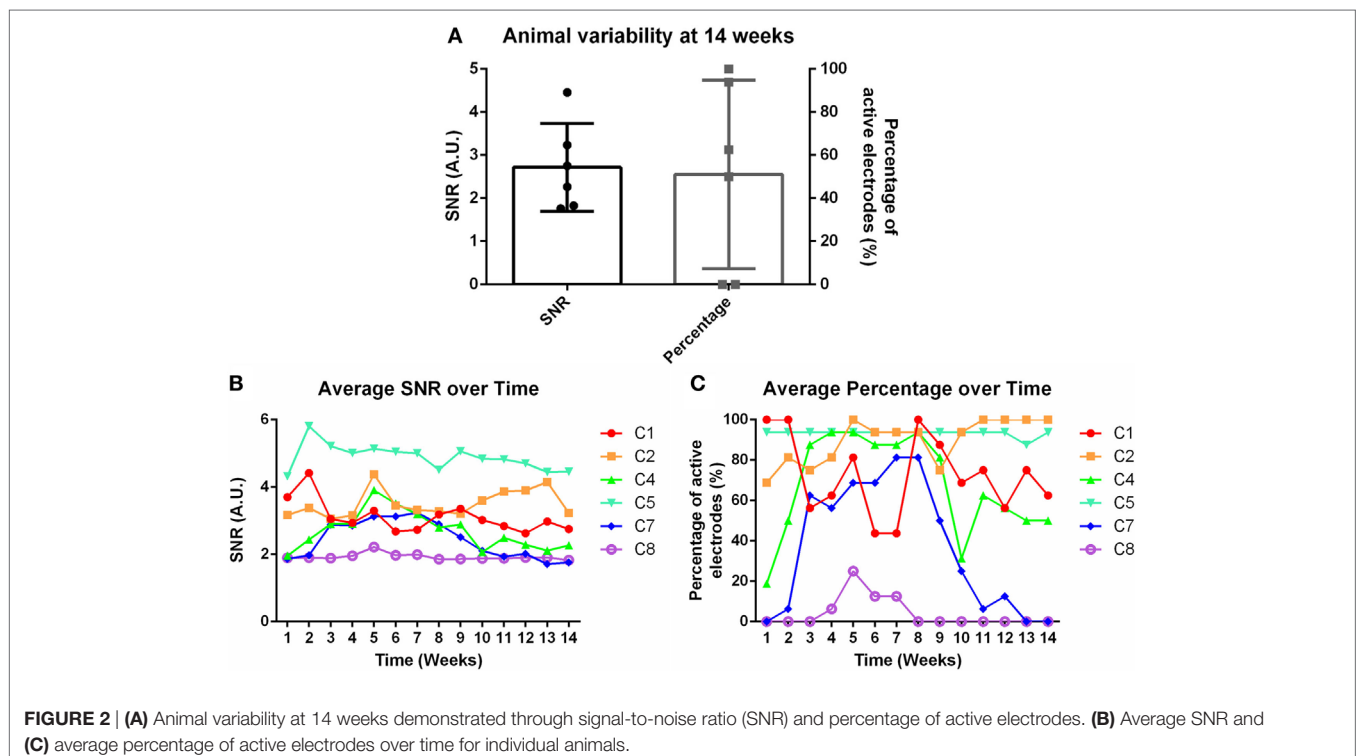 A Animal variability at 14 weeks
5
4
3
2
1
0
SNR (A.U.)
100
80
60
40
20
0
Percentage of
active electrodes (%)
SNR
Percentage
B Average SNR over Time
6
4
2
0
SNR (A.U.)
1 2 3 4 5 6 7 8 9 10 11 12 13 14
Time (Weeks)
C1
C2
C4
C5
C7
C8
C Average Percentage over Time
100
80
60
40
20
0
Percentage of active
electrodes (%)
1 2 3 4 5 6 7 8 9 10 11 12 13 14
Time (Weeks)
C1
C2
C4
C5
C7
C8
FIGURE 2 | (A) Animal variability at 14 weeks demonstrated through signal-to-noise ratio (SNR) and percentage of active electrodes. (B) Average SNR and
(C) average percentage of active electrodes over time for individual animals.